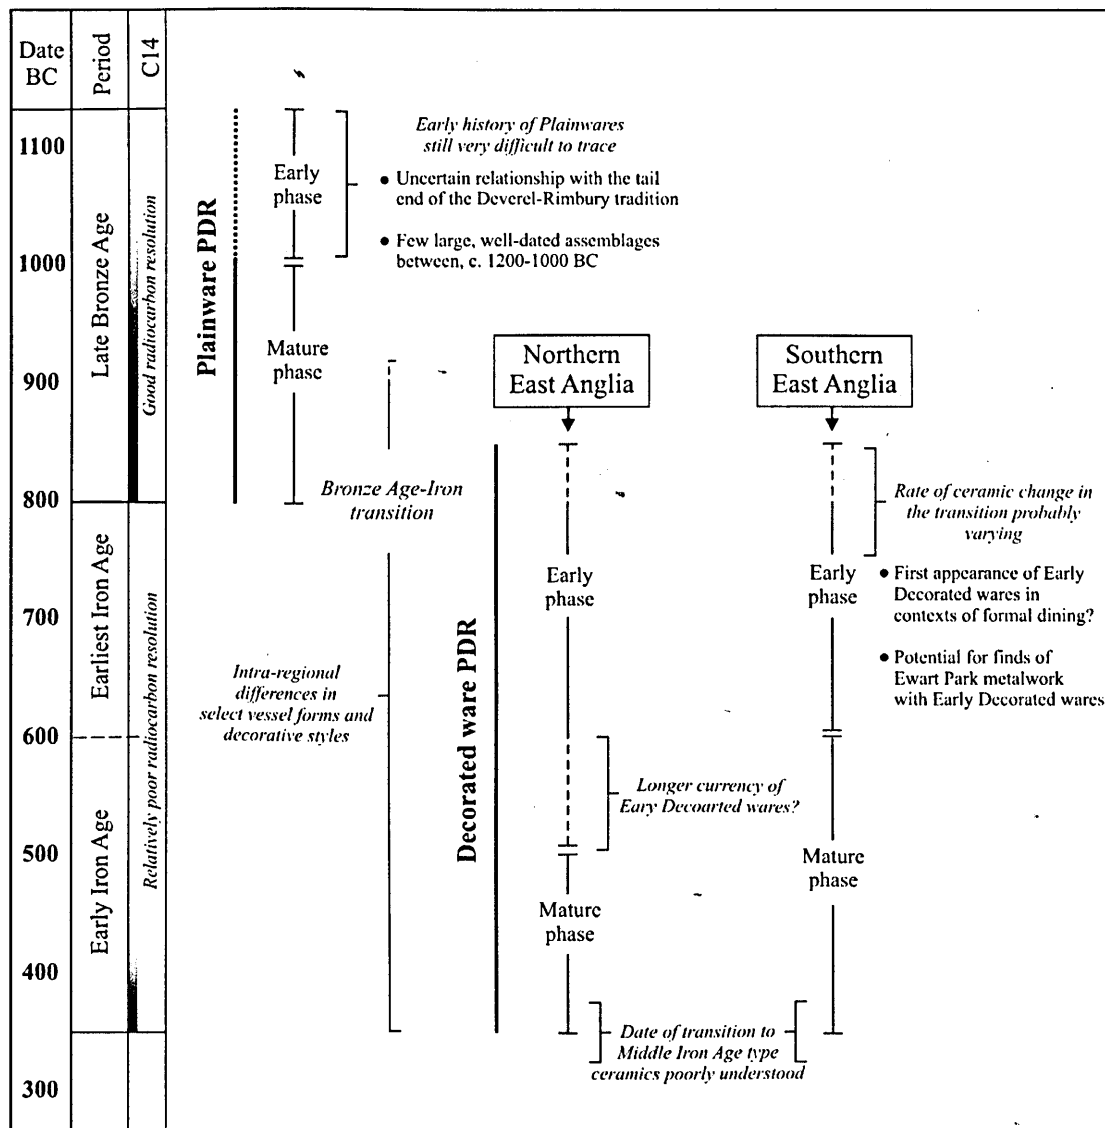 Date
BC
Period
C14
1100
1000
900
800
700
600
500
400
300
Late Bronze Age
Earliest Iron Age
Early Iron Age
Good radiocarbon resolution
Relatively poor radiocarbon resolution
Plainware PDR
Early
phase
Mature
phase
Early history of Plainwares
still very difficult to trace
● Uncertain relationship with the tail
end of the Deverel-Rimbury tradition
● Few large, well-dated assemblages
between, c. 1200-1000 BC
Bronze Age-Iron
transition
Intra-regional
differences in
select vessel forms and
decorative styles
Decorated ware PDR
Northern
East Anglia
Early
phase
Longer currency of
Eary Decoarted wares?
Mature
phase
Southern
East Anglia
Rate of ceramic change in
the transition probably
varying
Early
phase
● First appearance of Early
Decorated wares in
contexts of formal dining?
● Potential for finds of
Ewart Park metalwork
with Early Decorated wares
Mature
phase
Date of transition to
Middle Iron Age type
ceramics poorly understood